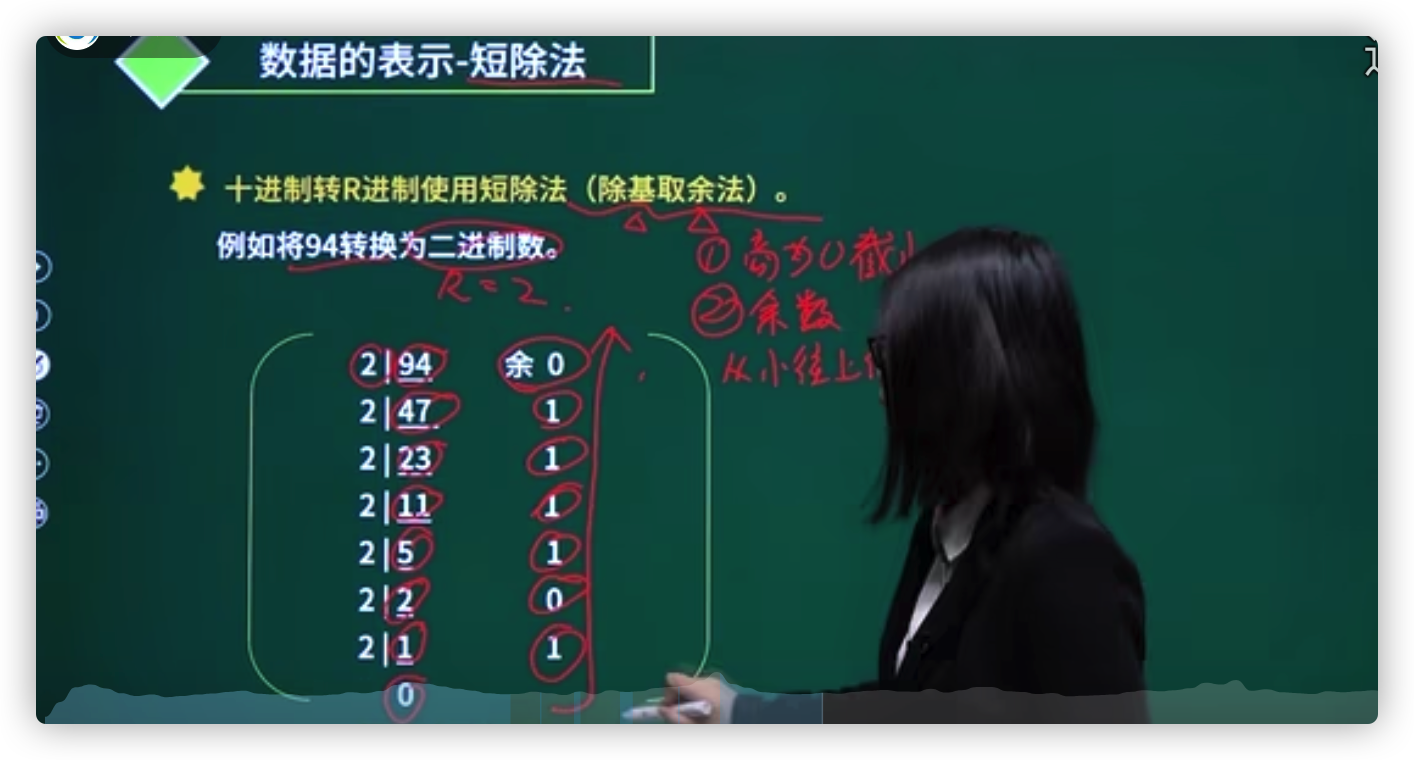 数据的表示-短除法
十进制转R进制使用短除法（除基取余法）。
例如将94转换为二进制数。
R=2.
①商为0截
②余数
从下往上
2|94 余 0
2|47 1
2|23 1
2|11 1
2|5 1
2|2 0
2|1 1
0